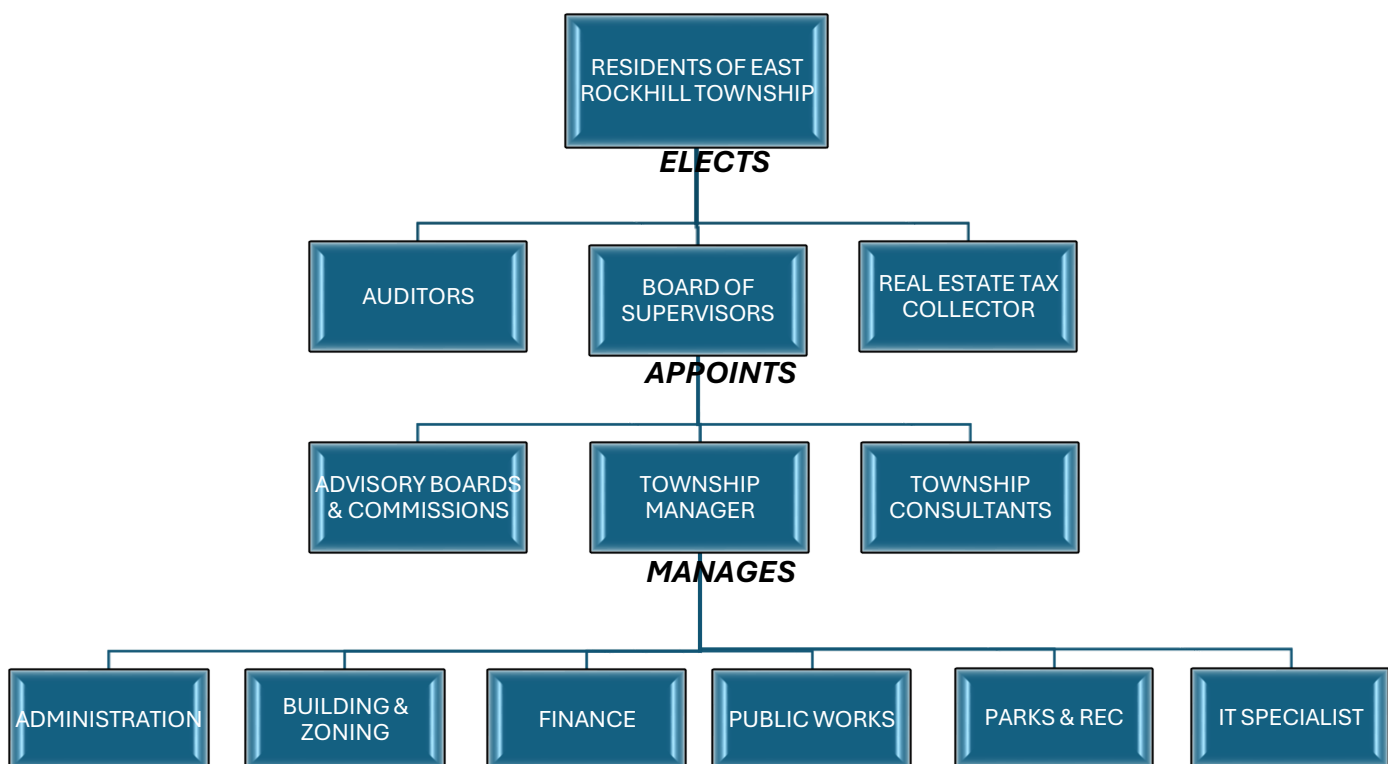 RESIDENTS OF EAST
ROCKHILL TOWNSHIP
ELECTS
AUDITORS
BOARD OF
SUPERVISORS
REAL ESTATE TAX
COLLECTOR
APPOINTS
ADVISORY BOARDS
& COMMISSIONS
TOWNSHIP
MANAGER
TOWNSHIP
CONSULTANTS
MANAGES
ADMINISTRATION
BUILDING &
ZONING
FINANCE
PUBLIC WORKS
PARKS & REC
IT SPECIALIST